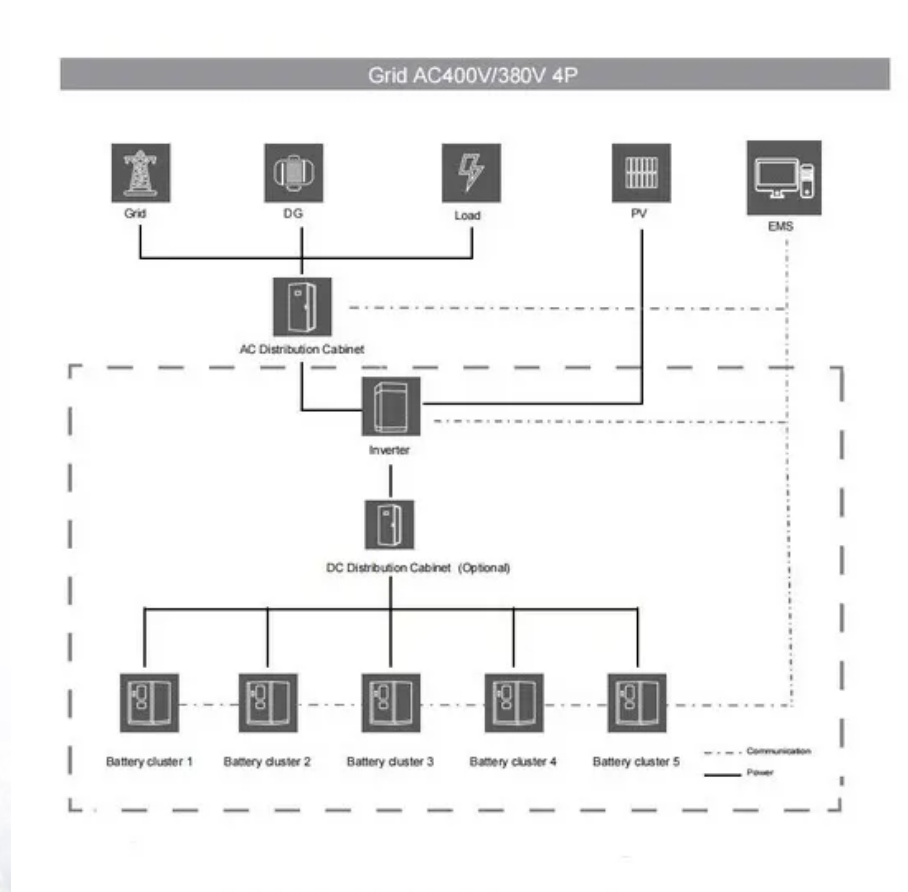 Grid AC400V/380V 4P
Grid
DG
Load
PV
EMS
AC Distribution Cabinet
Inverter
DC Distribution Cabinet (Optional)
Battery cluster 1
Battery cluster 2
Battery cluster 3
Battery cluster 4
Battery cluster 5
Communication
Power